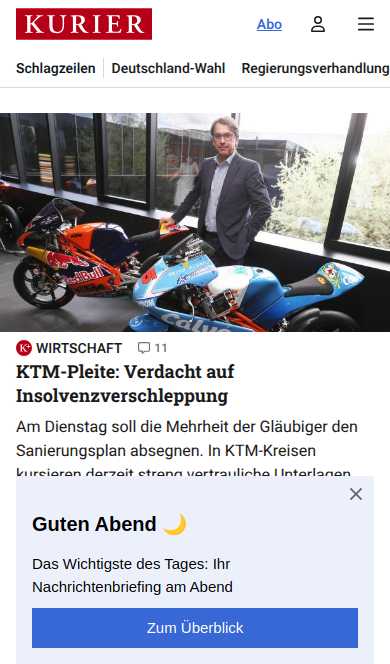 KURIER
Abo
Schlagzeilen
Deutschland-Wahl
Regierungsverhandlung
RedBull
K+ WIRTSCHAFT 11
KTM-Pleite: Verdacht auf
Insolvenzverschleppung
Am Dienstag soll die Mehrheit der Gläubiger den
Sanierungsplan absegnen. In KTM-Kreisen
kursieren derzeit streng vertrauliche Unterlagen
Guten Abend 🌙
Das Wichtigste des Tages: Ihr
Nachrichtenbriefing am Abend
Zum Überblick